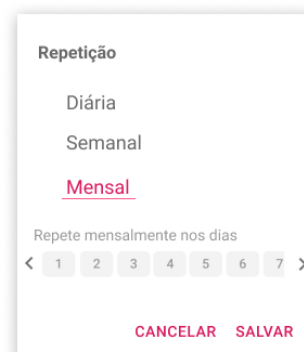 Repetição
Diária
Semanal
Mensal
Repete mensalmente nos dias
1 2 3 4 5 6 7
CANCELAR SALVAR